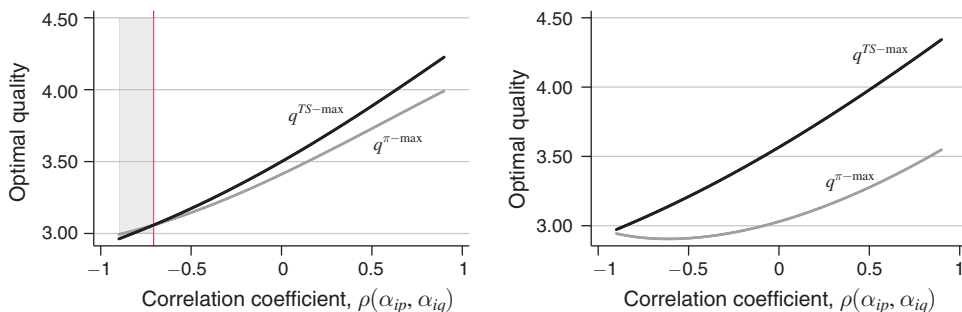 4.50
4.00
3.50
3.00
Optimal quality
q^{TS−max}
q^{π−max}
−1
−0.5
0
0.5
1
Correlation coefficient, ρ(α_{ip}, α_{iq})
4.50
4.00
3.50
3.00
Optimal quality
q^{TS−max}
q^{π−max}
−1
−0.5
0
0.5
1
Correlation coefficient, ρ(α_{ip}, α_{iq})